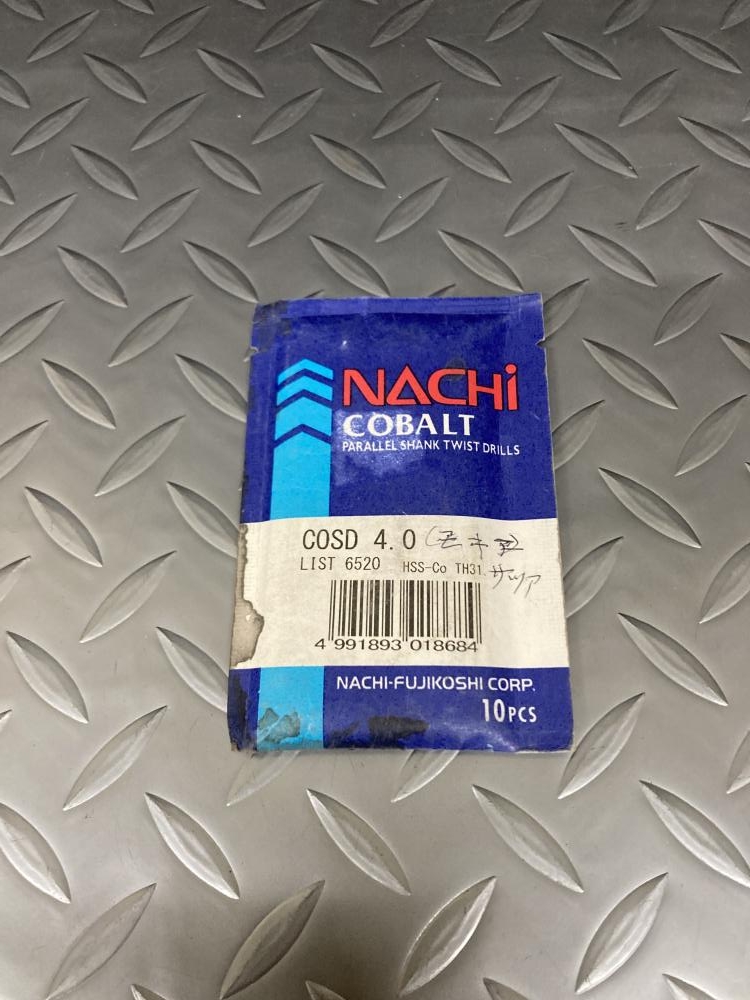 NACHi
COBALT
PARALLEL SHANK TWIST DRILLS
COSD 4.0
LIST 6520 HSS-Co TH31
4 991893 018684
NACHI-FUJIKOSHI CORP.
10PCS